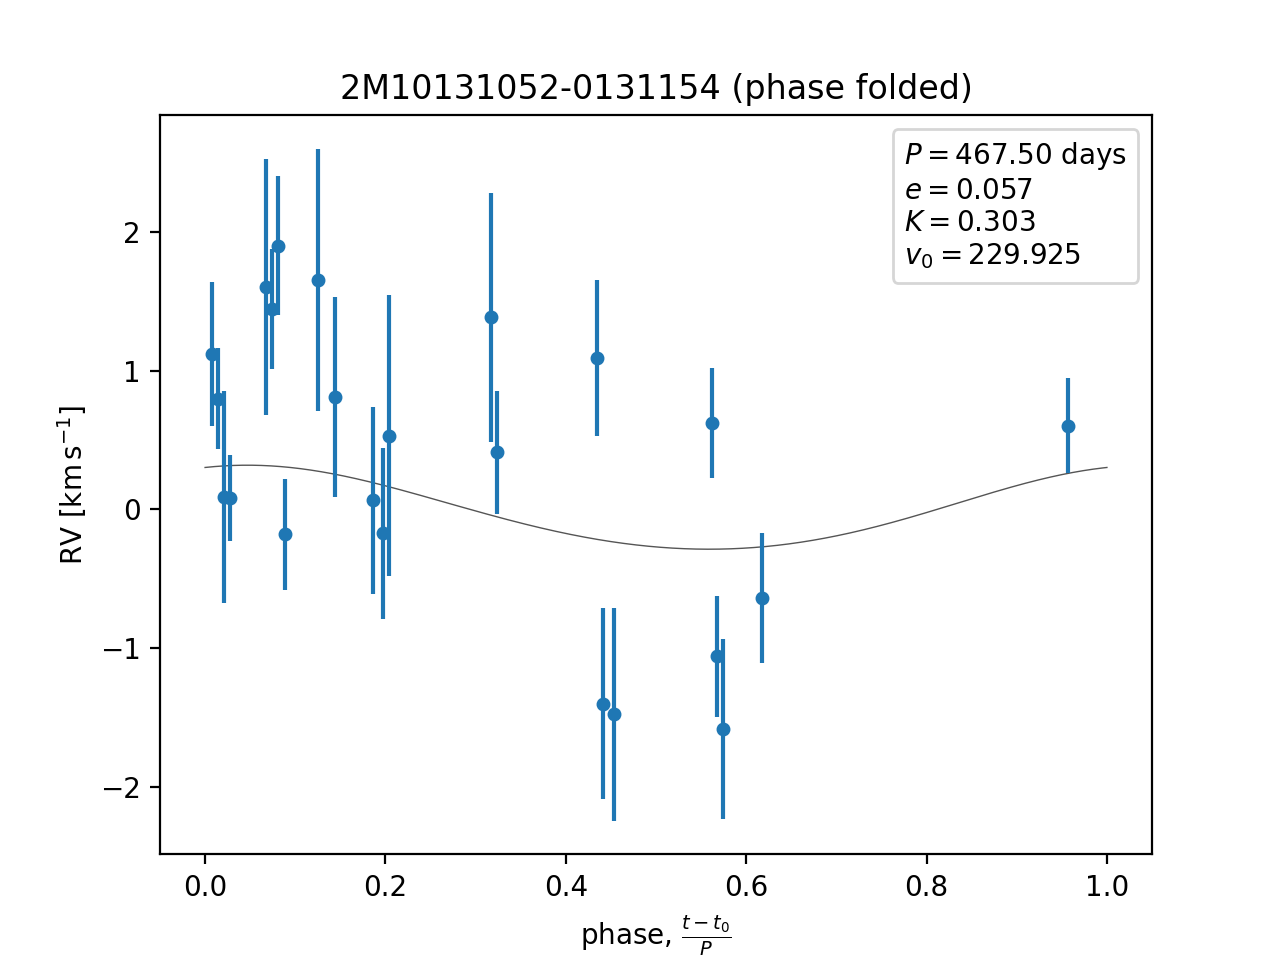 2M10131052-0131154 (phase folded)
P = 467.50 days
e = 0.057
K = 0.303
v₀ = 229.925
2
1
0
−1
−2
RV [km s⁻¹]
0.0 0.2 0.4 0.6 0.8 1.0
phase, (t − t₀)/P